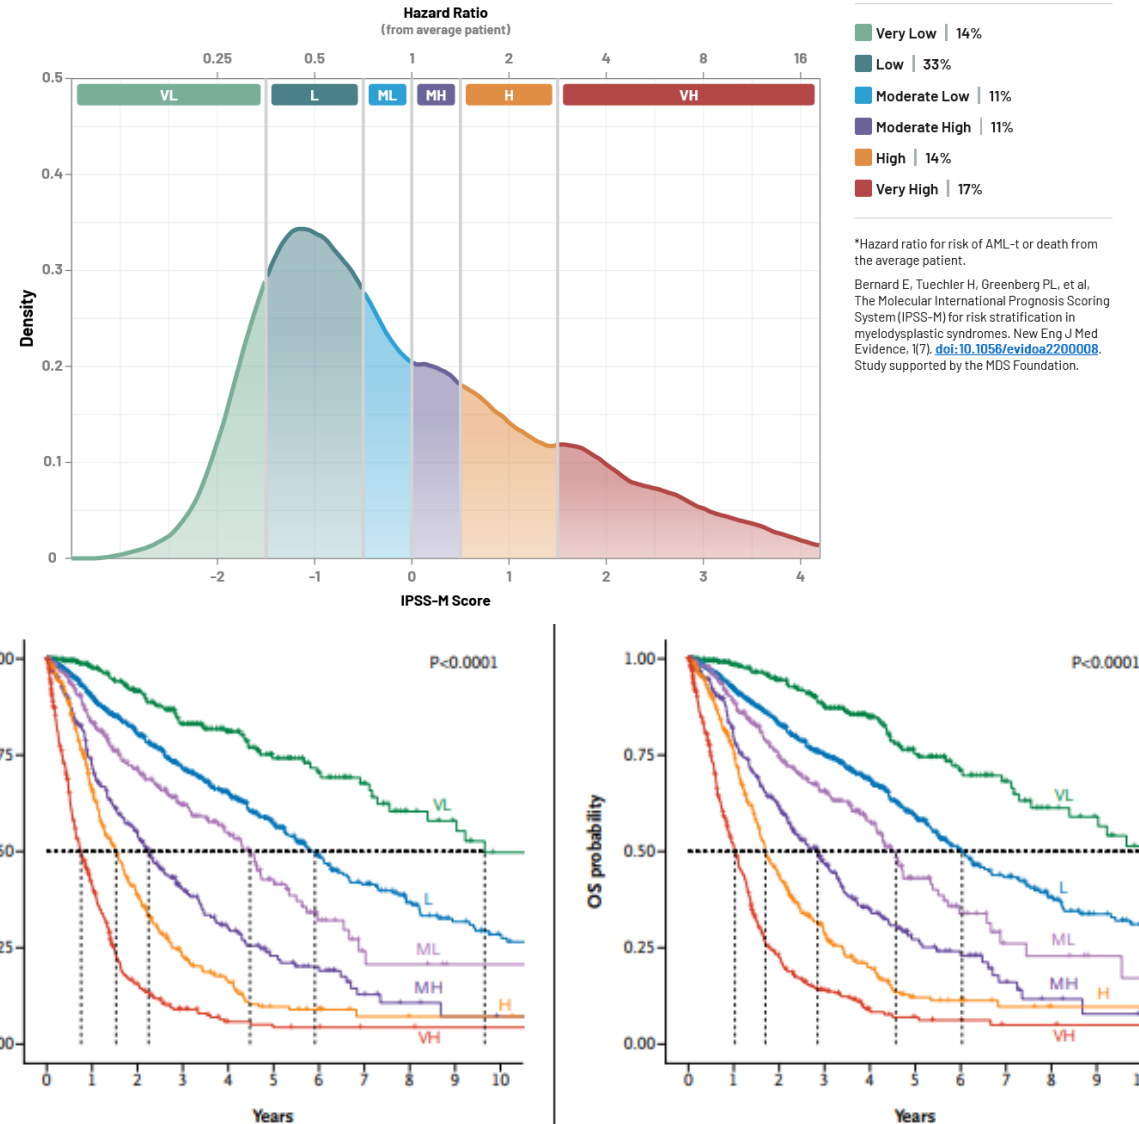 Hazard Ratio
(from average patient)
0.25 0.5 1 2 4 8 16
0.5
VL L ML MH H VH
0.4
0.3
0.2
0.1
0
Density
-2 -1 0 1 2 3 4
IPSS-M Score
Very Low | 14%
Low | 33%
Moderate Low | 11%
Moderate High | 11%
High | 14%
Very High | 17%
*Hazard ratio for risk of AML-t or death from
the average patient.
Bernard E, Tuechler H, Greenberg PL, et al,
The Molecular International Prognosis Scoring
System (IPSS-M) for risk stratification in
myelodysplastic syndromes. New Eng J Med
Evidence, 1(7). doi:10.1056/evidoa2200008.
Study supported by the MDS Foundation.
00
P<0.0001
75
VL
50
L
25
ML
MH
H
VH
00
0 1 2 3 4 5 6 7 8 9 10
Years
1.00
P<0.0001
0.75
VL
0.50
OS probability
L
0.25
ML
MH
H
VH
0.00
0 1 2 3 4 5 6 7 8 9 1
Years